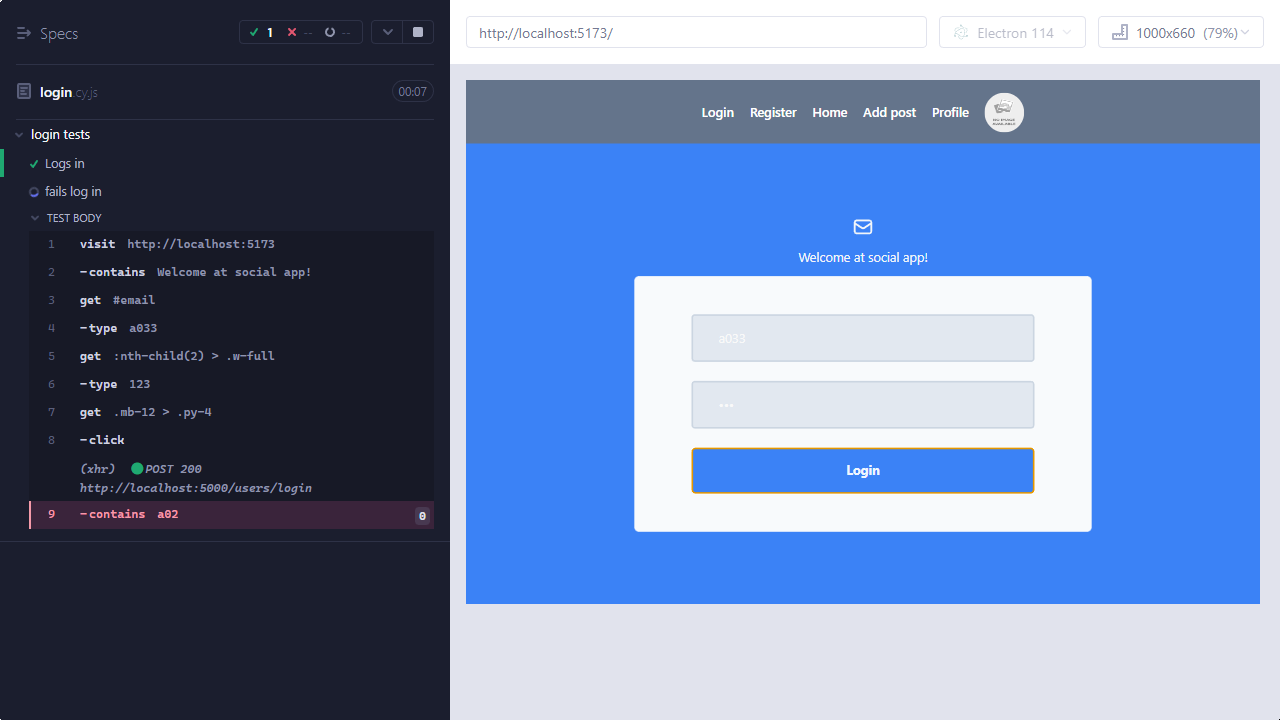 Specs
1
--
--
login.cy.js
00:07
login tests
Logs in
fails log in
TEST BODY
1 visit http://localhost:5173
2 -contains Welcome at social app!
3 get #email
4 -type a033
5 get :nth-child(2) > .w-full
6 -type 123
7 get .mb-12 > .py-4
8 -click
(xhr) POST 200
http://localhost:5000/users/login
9 -contains a02 0
http://localhost:5173/
Electron 114
1000x660 (79%)
Login Register Home Add post Profile
NO IMAGE
AVAILABLE
Welcome at social app!
a033
Login